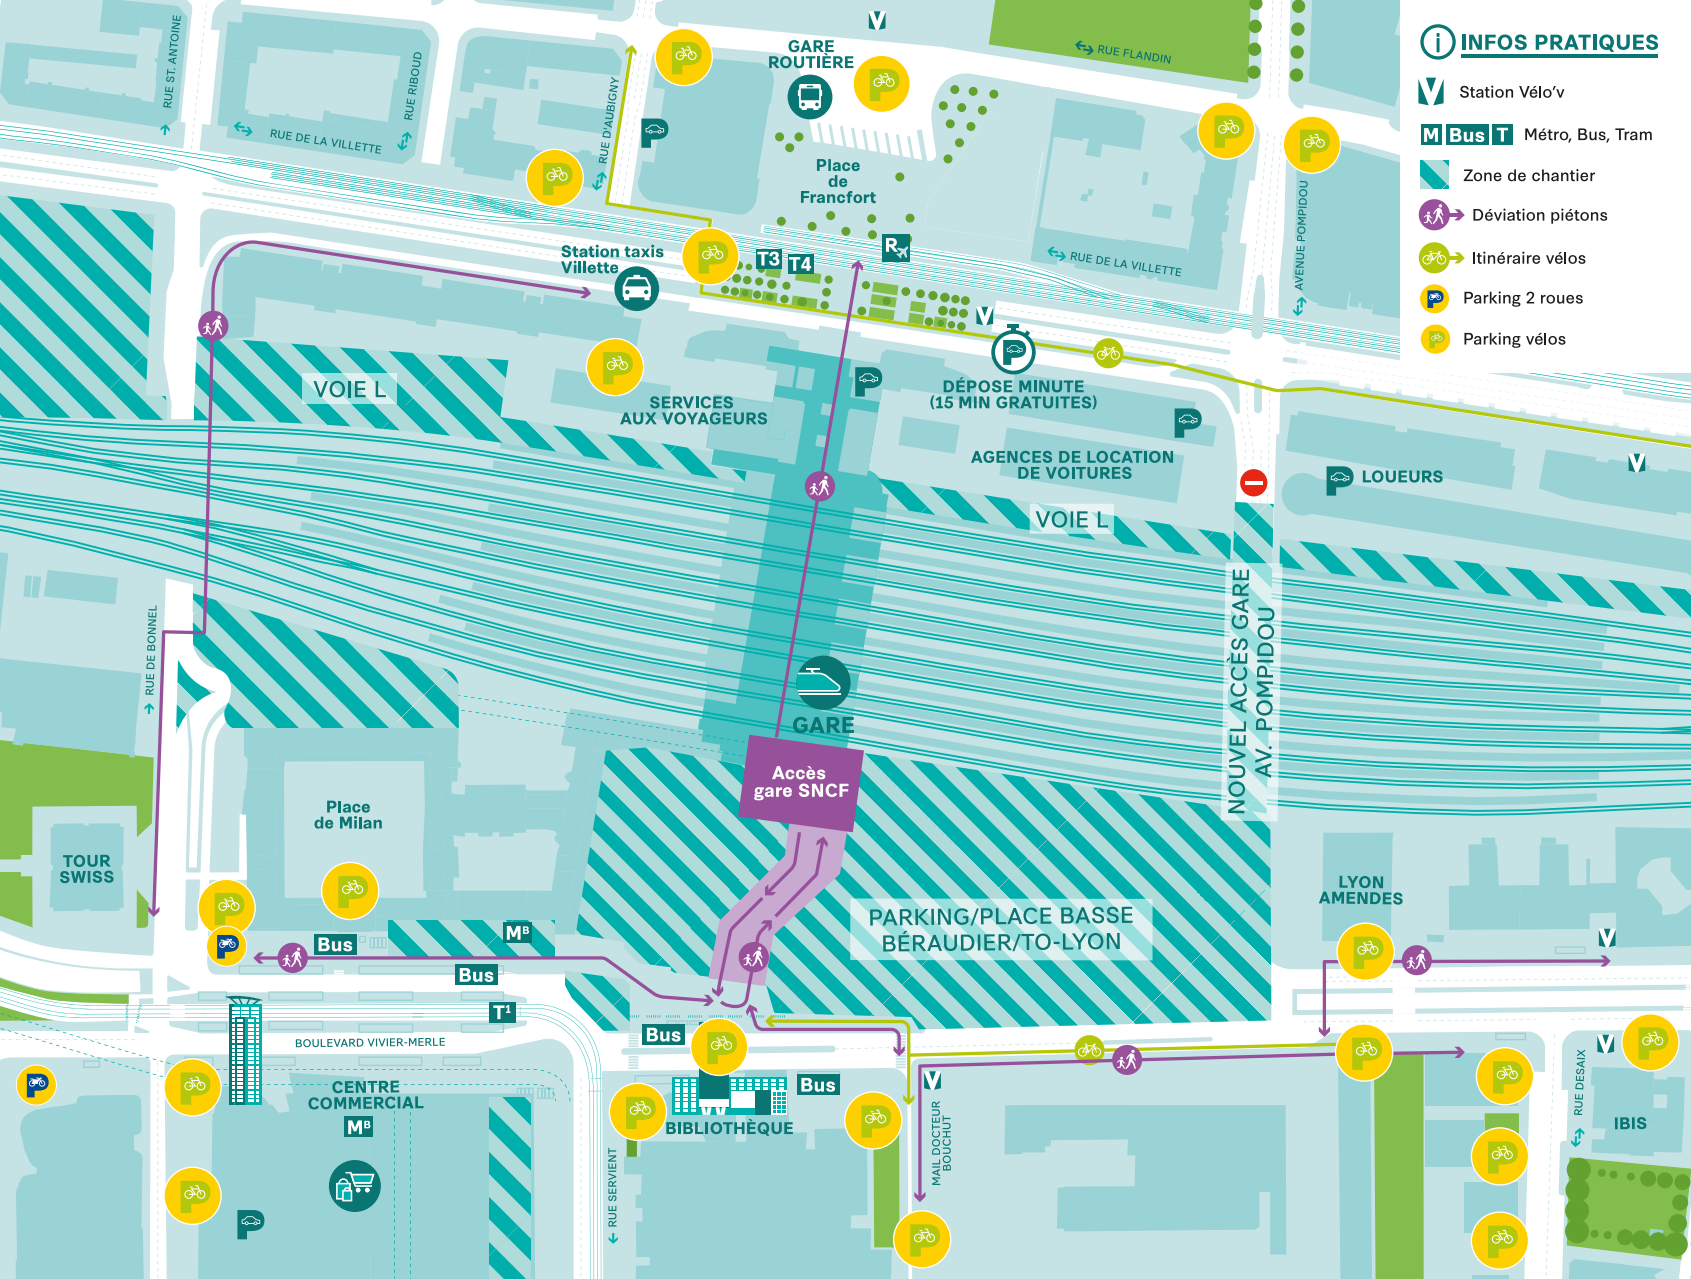 INFOS PRATIQUES
Station Vélo'v
M Bus T Métro, Bus, Tram
Zone de chantier
Déviation piétons
Itinéraire vélos
P Parking 2 roues
P Parking vélos
RUE ST. ANTOINE
RUE RIBOUD
RUE DE LA VILLETTE
RUE D'AUBIGNY
GARE
ROUTIÈRE
RUE FLANDIN
Place
de
Francfort
AVENUE POMPIDOU
RUE DE LA VILLETTE
Station taxis
Villette
T3
T4
R
VOIE L
SERVICES
AUX VOYAGEURS
DÉPOSE MINUTE
(15 MIN GRATUITES)
AGENCES DE LOCATION
DE VOITURES
P LOUEURS
VOIE L
NOUVEL ACCÈS GARE
AV. POMPIDOU
RUE DE BONNEL
GARE
Accès
gare SNCF
Place
de Milan
TOUR
SWISS
LYON
AMENDES
PARKING/PLACE BASSE
BÉRAUDIER/TO-LYON
Bus
MB
Bus
T1
BOULEVARD VIVIER-MERLE
Bus
Bus
BIBLIOTHÈQUE
CENTRE
COMMERCIAL
MB
RUE SERVIENT
MAIL DOCTEUR
BOUCHUT
RUE DESAIX
IBIS